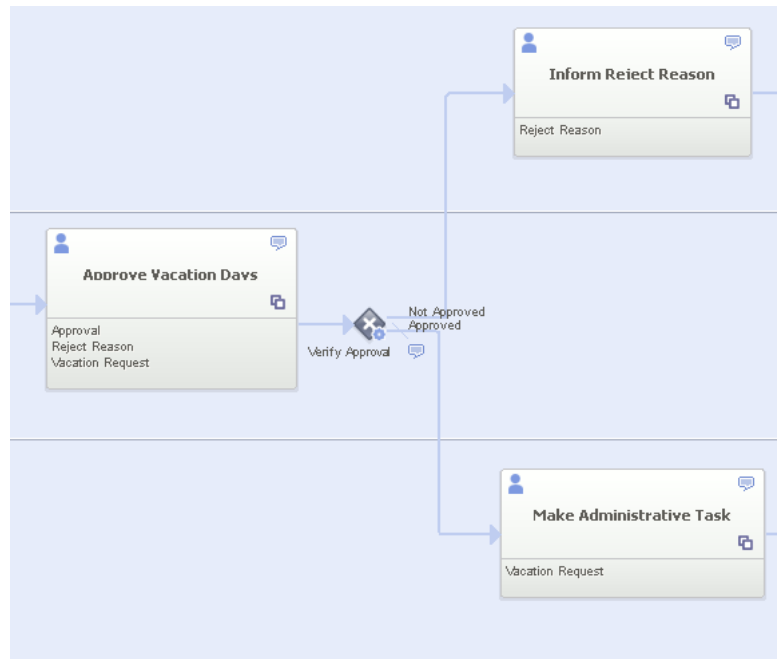 Inform Reject Reason
Reject Reason
Approve Vacation Days
Approval
Reject Reason
Vacation Request
Not Approved
Approved
Verify Approval
Make Administrative Task
Vacation Request